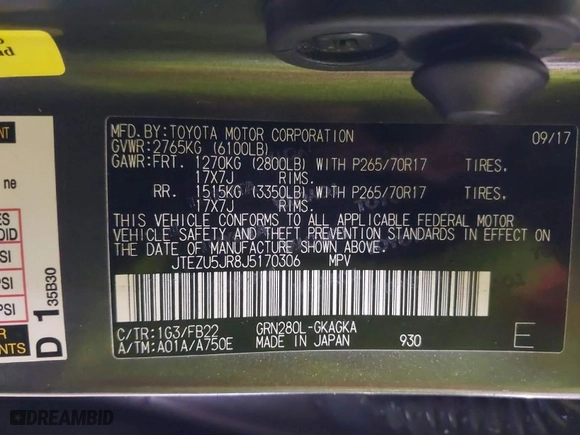 MFD.BY:TOYOTA MOTOR CORPORATION 09/17
GVWR:2765KG (6100LB)
GAWR:FRT. 1270KG (2800LB) WITH P265/70R17 TIRES.
17X7J RIMS.
RR. 1515KG (3350LB) WITH P265/70R17 TIRES.
17X7J RIMS.
THIS VEHICLE CONFORMS TO ALL APPLICABLE FEDERAL MOTOR
VEHICLE SAFETY AND THEFT PREVENTION STANDARDS IN EFFECT
ON THE DATE OF MANUFACTURE SHOWN ABOVE.
JTEZU5JR8J5170306 MPV
C/TR:1G3/FB22 GRN280L-GKAGKA
A/TM:A01A/A750E MADE IN JAPAN 930 E
ne
PSI
D 1 35B30
DREAMBID